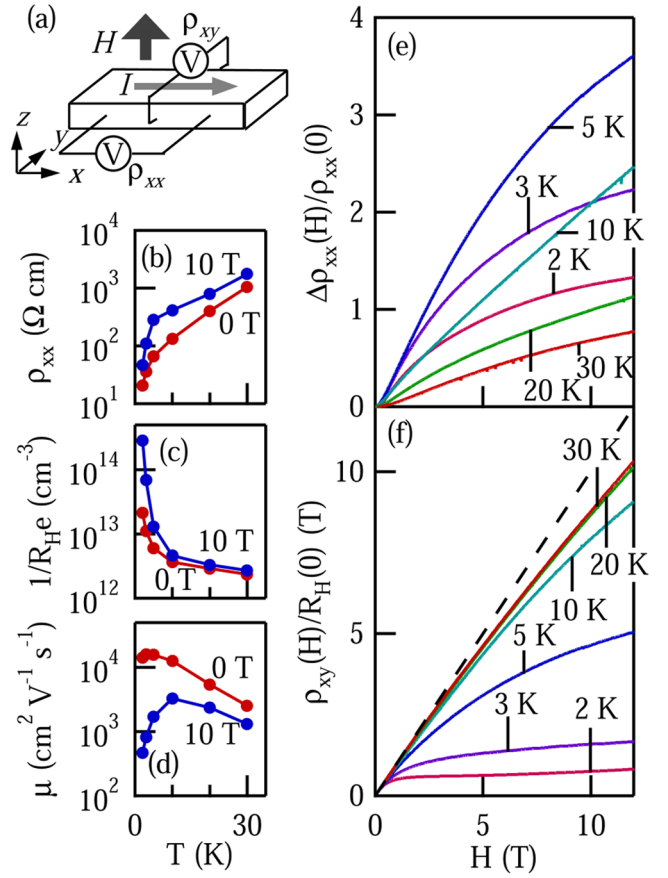 (a)
H
ρxy
V
I
z
y
x
V
ρxx
(b)
10 T
0 T
ρxx (Ω cm)
10⁴
10³
10²
10¹
(c)
10 T
0 T
1/RHe (cm⁻³)
10¹⁴
10¹³
10¹²
(d)
0 T
10 T
μ (cm² V⁻¹ s⁻¹)
10⁴
10³
10²
0 10 20 30
T (K)
(e)
Δρxx(H)/ρxx(0)
4
3
2
1
0
5 K
3 K
10 K
2 K
20 K
30 K
(f)
ρxy(H)/RH(0) (T)
10
5
0
30 K
20 K
10 K
5 K
3 K
2 K
0 5 10
H (T)